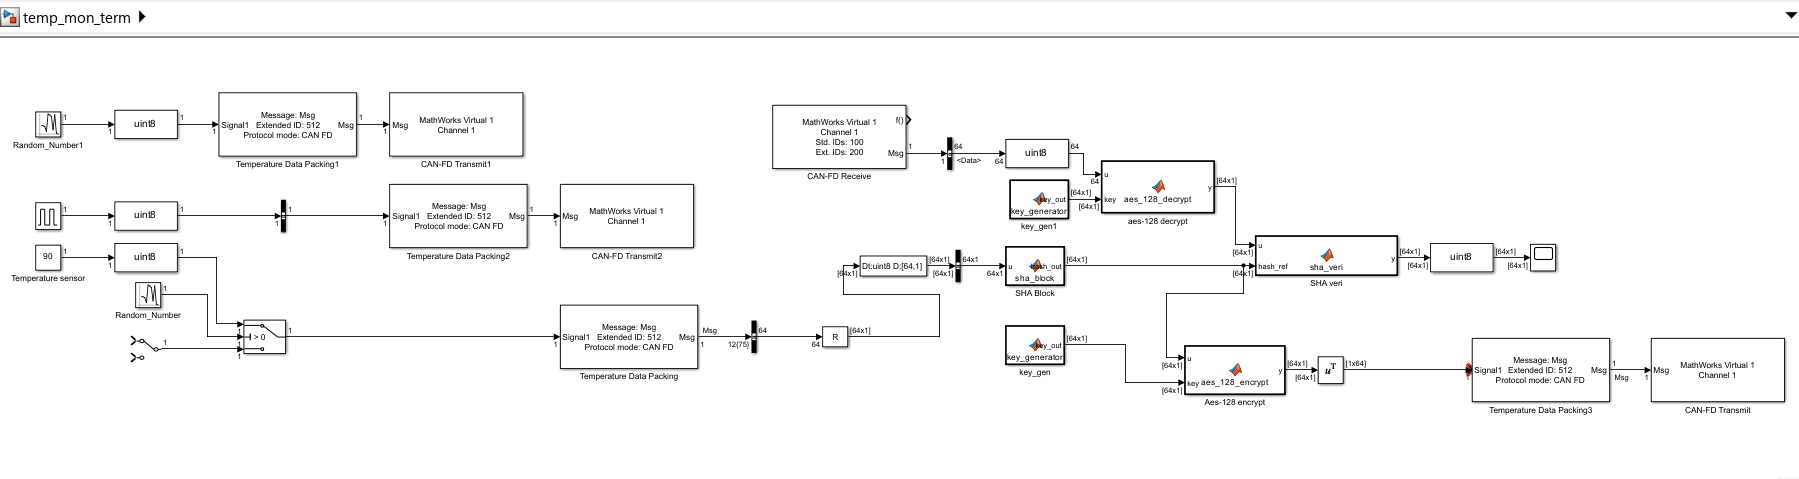 temp_mon_term
Random_Number1
1
1
uint8
1
1
Signal1
Message: Msg
Extended ID: 512
Protocol mode: CAN FD
Msg
Temperature Data Packing1
1
1
Msg
MathWorks Virtual 1
Channel 1
CAN-FD Transmit1
1
1
uint8
1
1
1
1
Signal1
Message: Msg
Extended ID: 512
Protocol mode: CAN FD
Msg
Temperature Data Packing2
1
1
Msg
MathWorks Virtual 1
Channel 1
CAN-FD Transmit2
90
Temperature sensor
1
1
uint8
1
Random_Number
1
1
1
1
1
> 0
1
1
Signal1
Message: Msg
Extended ID: 512
Protocol mode: CAN FD
Msg
Temperature Data Packing
Msg
1
12{75}
64
64
R
[64x1]
[64x1]
Dt:uint8 D:[64,1]
[64x1]
[64x1]
64x1
64x1
u
hash_out
sha_block
SHA Block
[64x1]
MathWorks Virtual 1
Channel 1
Std. IDs: 100
Ext. IDs: 200
f()
Msg
CAN-FD Receive
1
1
64
<Data>
64
uint8
64
64
key_out
key_generator
key_gen1
[64x1]
[64x1]
u
key
aes_128_decrypt
y
aes-128 decrypt
[64x1]
[64x1]
[64x1]
u
hash_ref
sha_veri
y
SHA veri
[64x1]
[64x1]
uint8
[64x1]
[64x1]
key_out
key_generator
key_gen
[64x1]
[64x1]
[64x1]
u
key
aes_128_encrypt
y
Aes-128 encrypt
[64x1]
[64x1]
uT
[1x64]
1
Signal1
Message: Msg
Extended ID: 512
Protocol mode: CAN FD
Msg
Temperature Data Packing3
1
Msg
1
Msg
MathWorks Virtual 1
Channel 1
CAN-FD Transmit